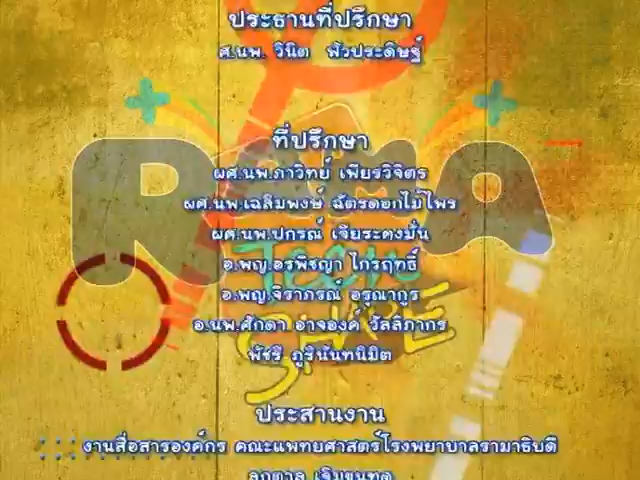 ประธานที่ปรึกษา
ศ.นพ. วินิต พัวประดิษฐ์
ที่ปรึกษา
ผศ.นพ.ภาวิทย์ เพียรวิจิตร
ผศ.นพ.เฉลิมพงษ์ ฉัตรดอกไม้ไพร
ผศ.นพ.ปกรณ์ เจียระคงมั่น
อ.พญ.อรพิชญา ไกรฤทธิ์
อ.พญ.จิราภรณ์ อรุณากูร
อ.นพ.ศักดา อาจองค์ วัลลิภากร
พัชรี ภูรินันทนิมิต
RAMA
TEEN
SHARE
ประสานงาน
งานสื่อสารองค์กร คณะแพทยศาสตร์โรงพยาบาลรามาธิบดี